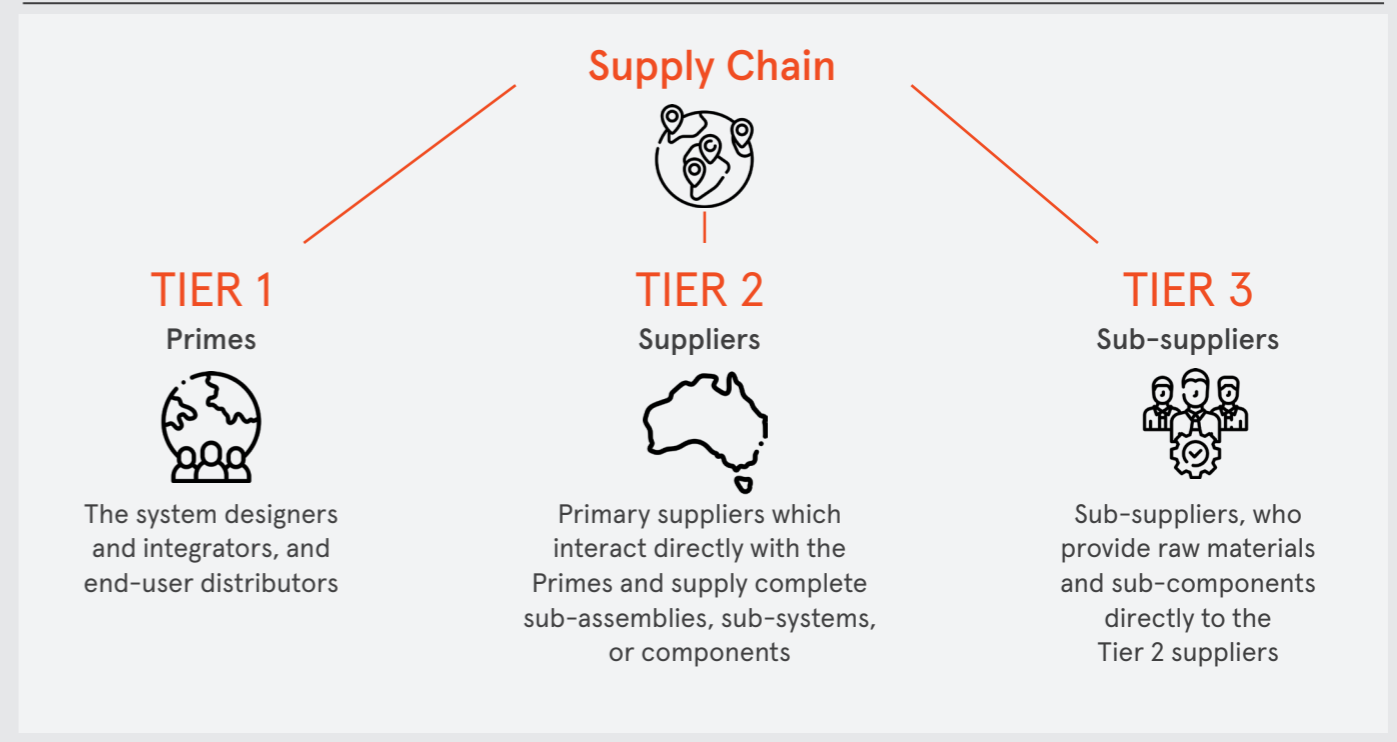 Supply Chain
TIER 1
Primes
The system designers
and integrators, and
end-user distributors
TIER 2
Suppliers
Primary suppliers which
interact directly with the
Primes and supply complete
sub-assemblies, sub-systems,
or components
TIER 3
Sub-suppliers
Sub-suppliers, who
provide raw materials
and sub-components
directly to the
Tier 2 suppliers